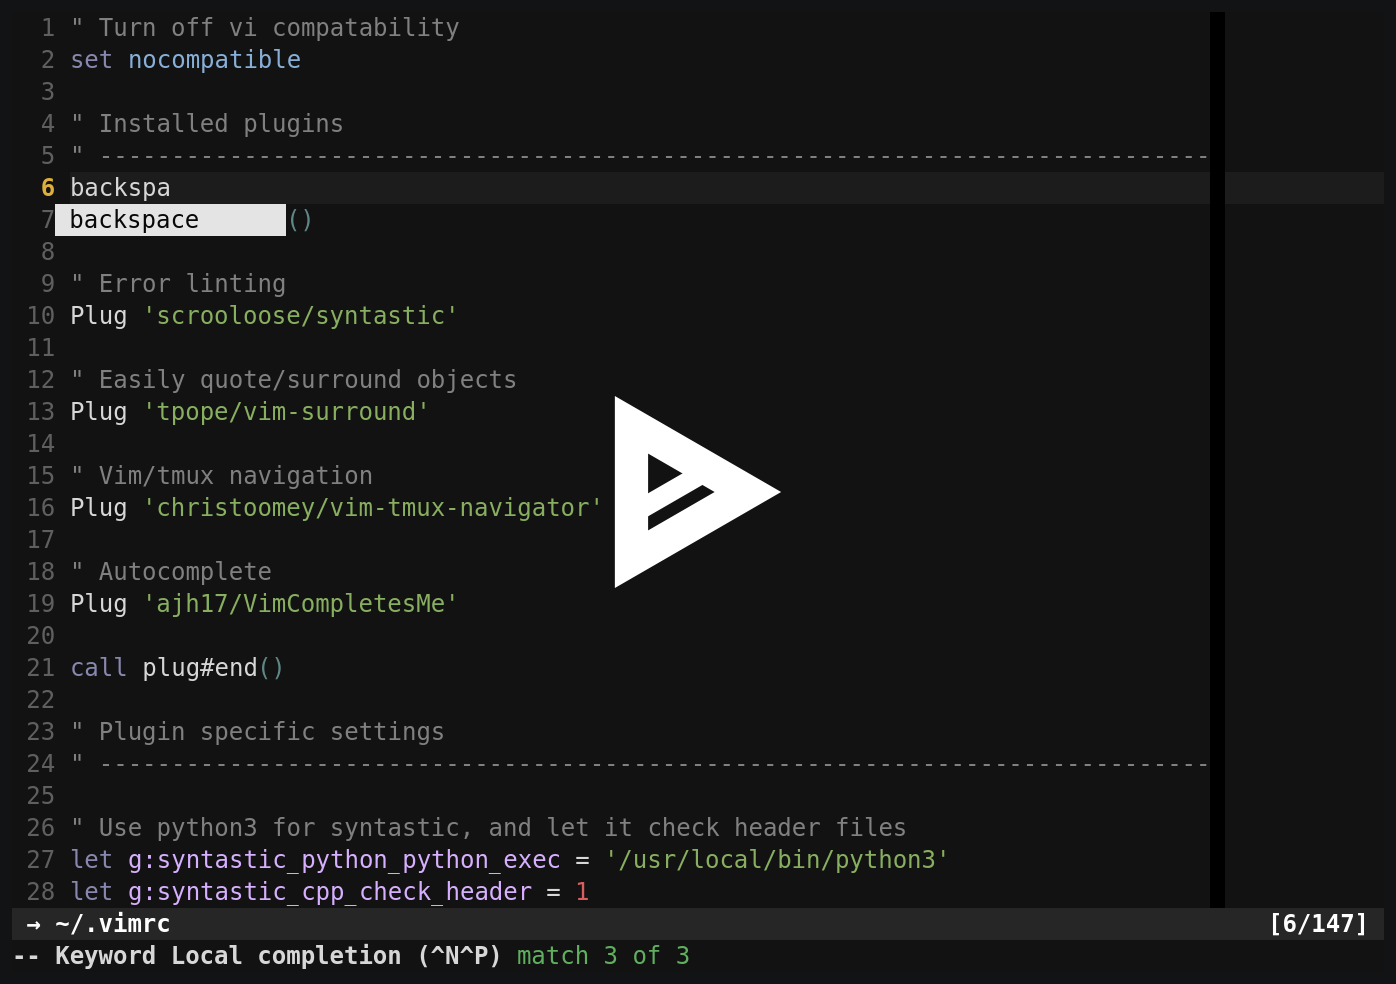 1 " Turn off vi compatability
2 set nocompatible
3
4 " Installed plugins
5 " -----------------------------------------------------------------------------
6 backspa
7 backspace ()
8
9 " Error linting
10 Plug 'scrooloose/syntastic'
11
12 " Easily quote/surround objects
13 Plug 'tpope/vim-surround'
14
15 " Vim/tmux navigation
16 Plug 'christoomey/vim-tmux-navigator'
17
18 " Autocomplete
19 Plug 'ajh17/VimCompletesMe'
20
21 call plug#end()
22
23 " Plugin specific settings
24 " -----------------------------------------------------------------------------
25
26 " Use python3 for syntastic, and let it check header files
27 let g:syntastic_python_python_exec = '/usr/local/bin/python3'
28 let g:syntastic_cpp_check_header = 1
→ ~/.vimrc [6/147]
-- Keyword Local completion (^N^P) match 3 of 3